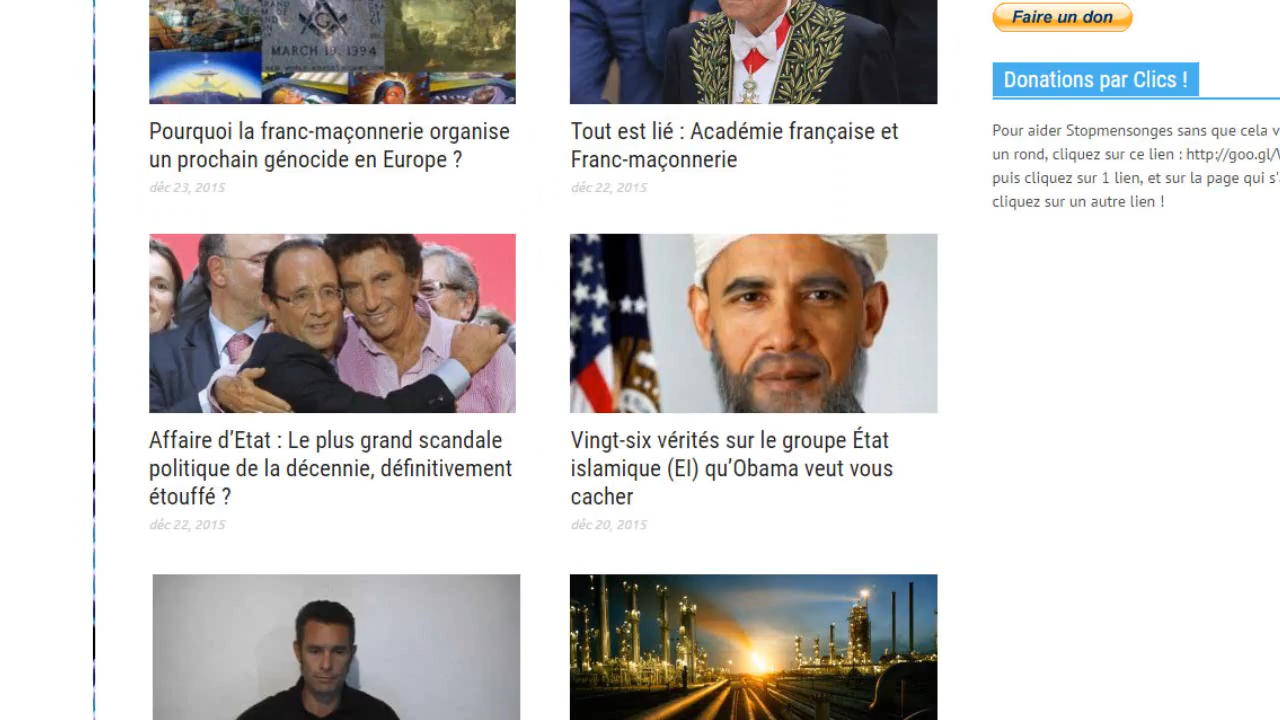 MARCH 19, 1394
Faire un don
Donations par Clics !
Pour aider Stopmensonges sans que cela
un rond, cliquez sur ce lien : http://goo.gl/
puis cliquez sur 1 lien, et sur la page qui
cliquez sur un autre lien !
Pourquoi la franc-maçonnerie organise
un prochain génocide en Europe ?
déc 23, 2015
Tout est lié : Académie française et
Franc-maçonnerie
déc 22, 2015
Affaire d’Etat : Le plus grand scandale
politique de la décennie, définitivement
étouffé ?
déc 22, 2015
Vingt-six vérités sur le groupe État
islamique (EI) qu’Obama veut vous
cacher
déc 20, 2015